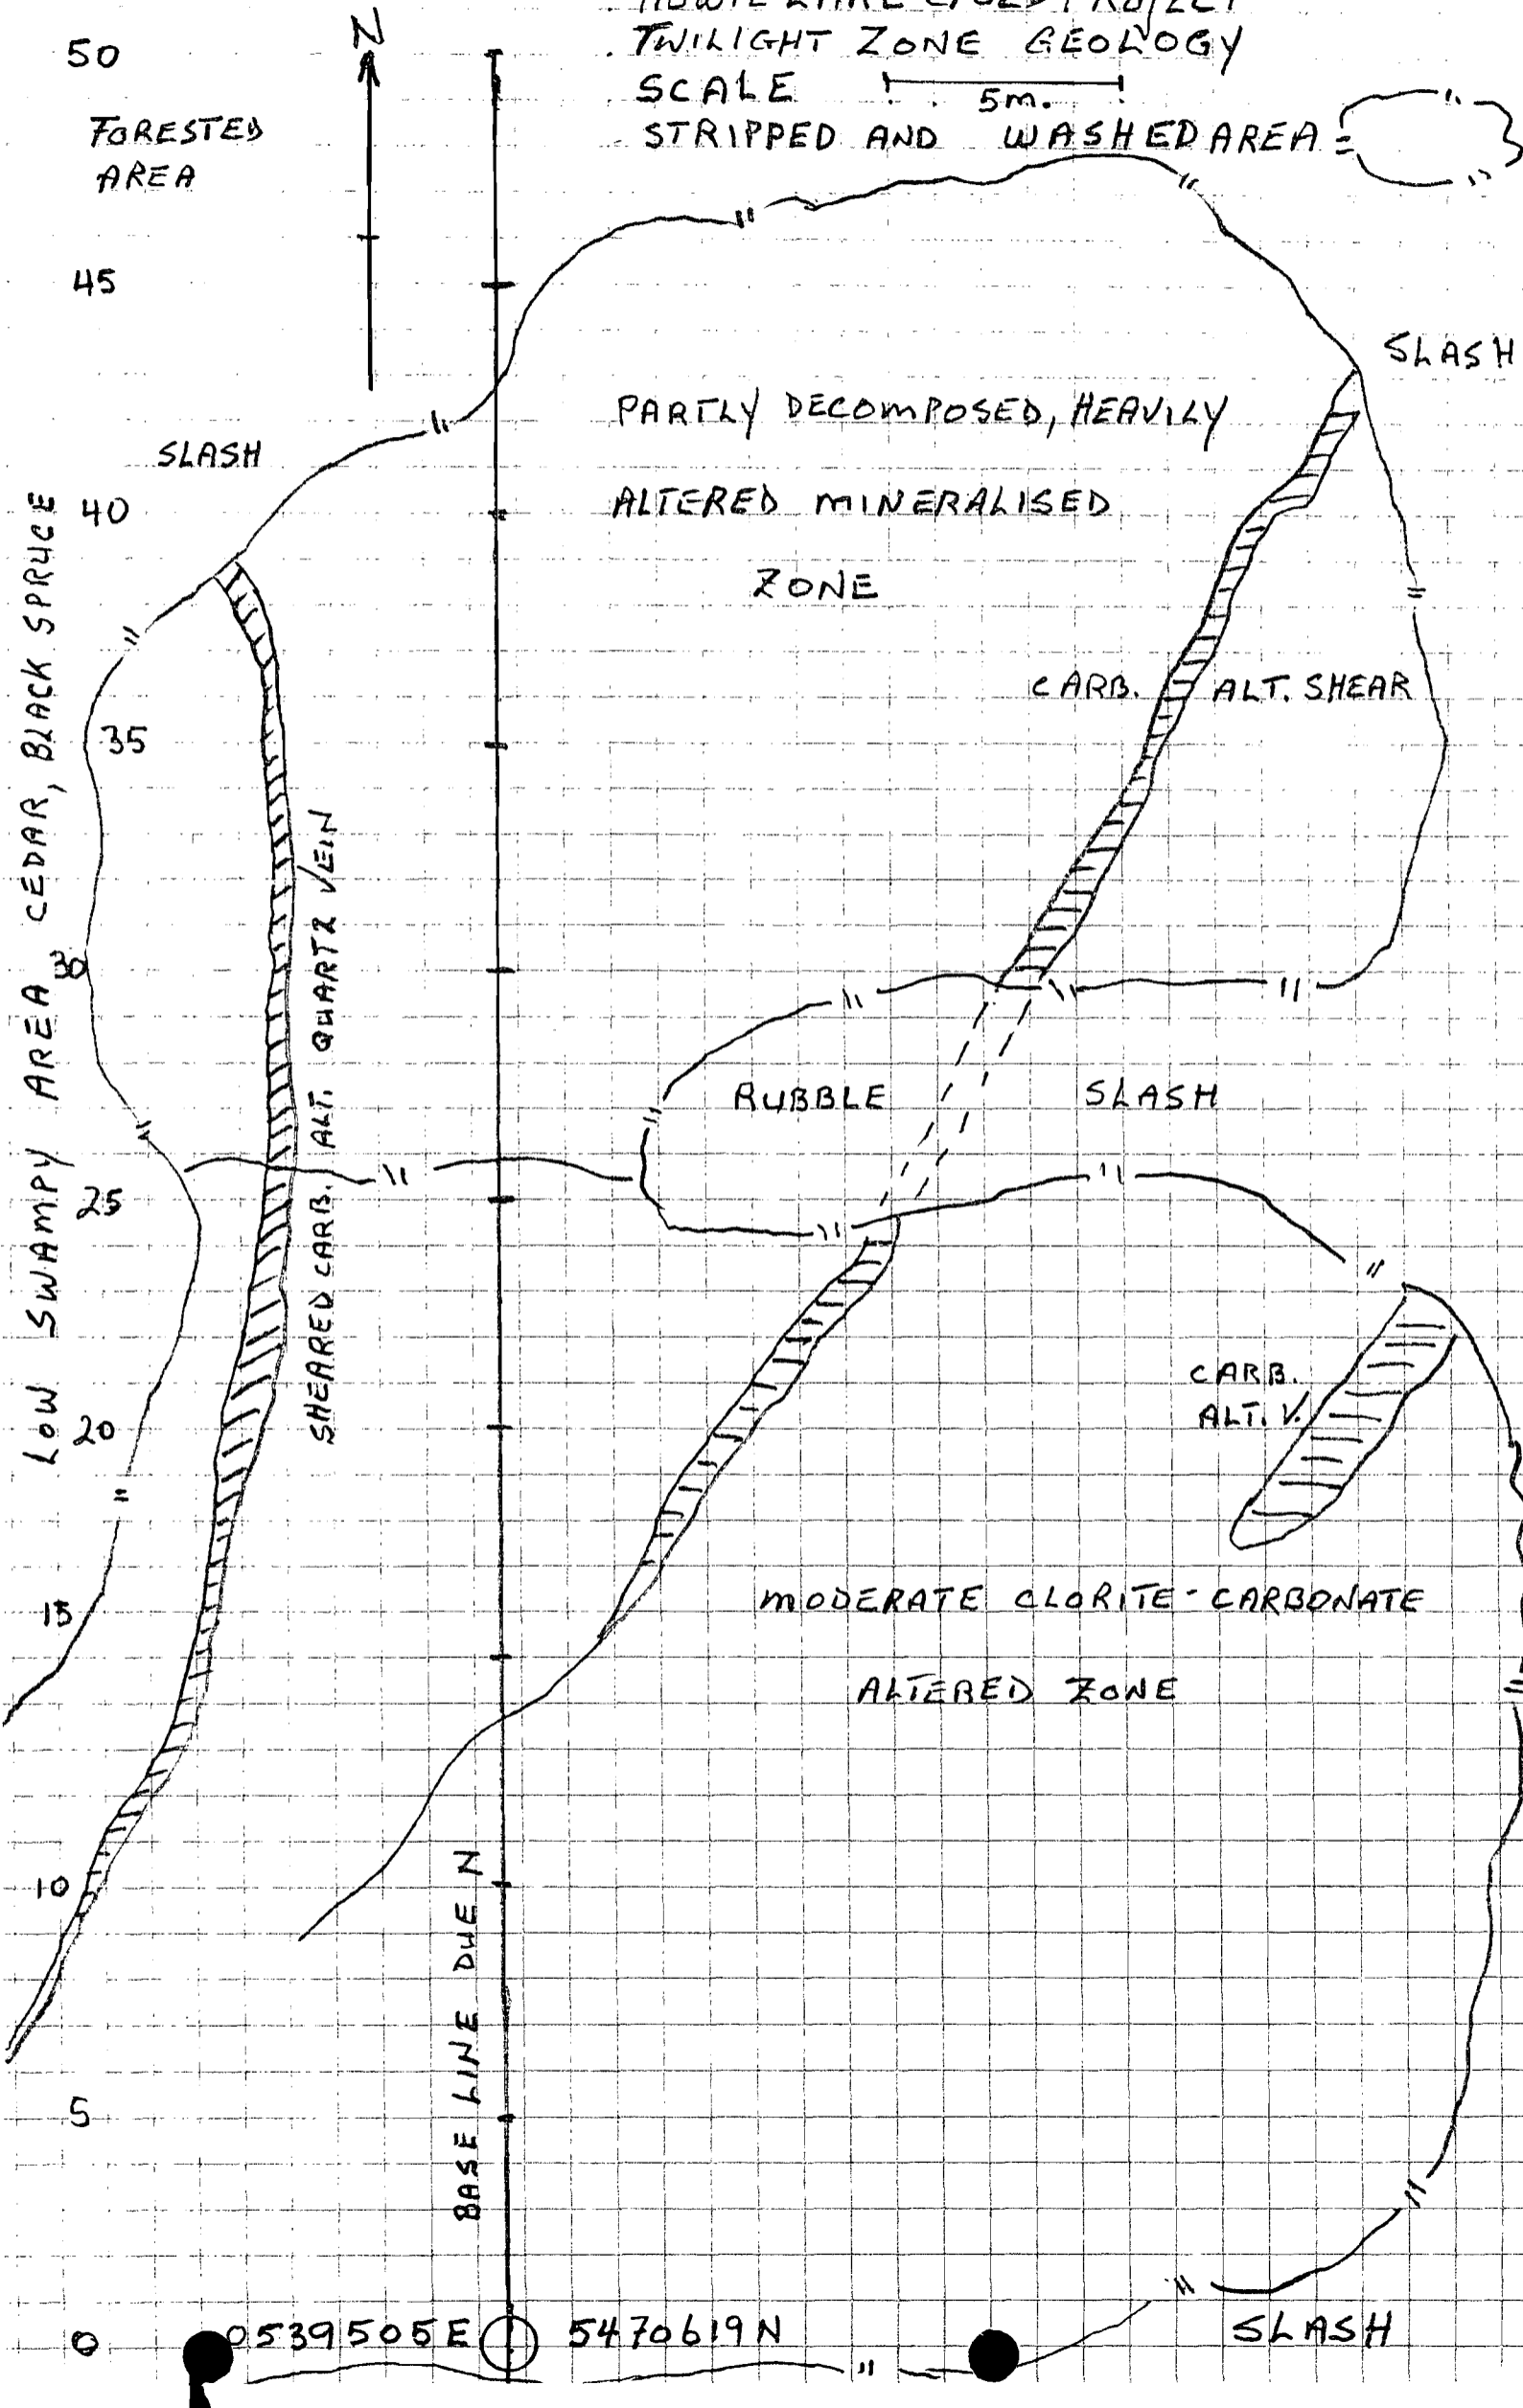 TWILIGHT ZONE GEOLOGY
SCALE 5m.
STRIPPED AND WASHED AREA =
N
50
FORESTED
AREA
45
SLASH
SLASH
PARTLY DECOMPOSED, HEAVILY
ALTERED MINERALISED
ZONE
40
LOW SWAMPY AREA CEDAR, BLACK SPRUCE
CARB. ALT. SHEAR
35
SHEARED CARB. ALT. QUARTZ VEIN
30
RUBBLE SLASH
25
CARB.
ALT. V.
20
MODERATE CLORITE-CARBONATE
ALTERED ZONE
15
10
BASE LINE DUE N
5
0
0539505E 5470619N
SLASH